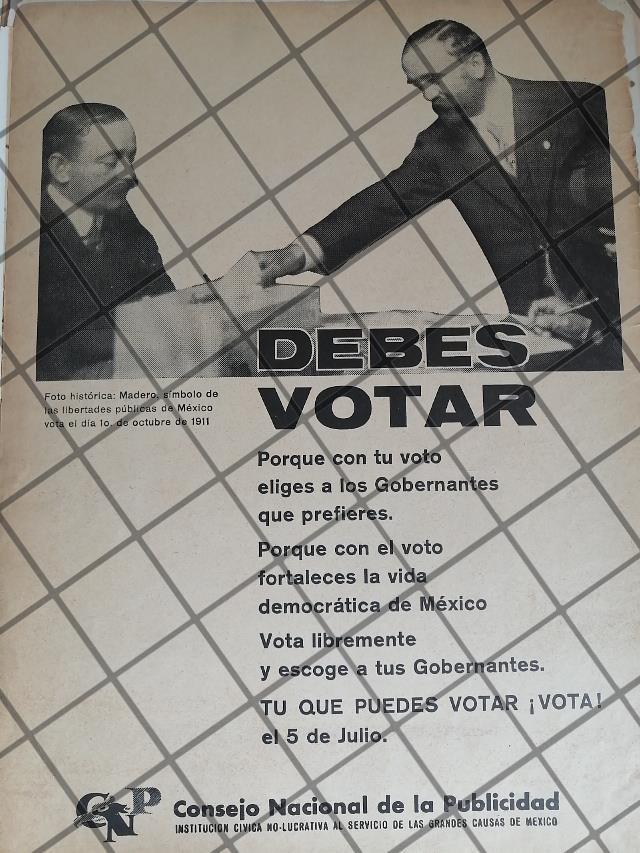 DEBES
VOTAR
Foto histórica: Madero, símbolo de
las libertades públicas de México
vota el día 1o. de octubre de 1911
Porque con tu voto
eliges a los Gobernantes
que prefieres.
Porque con el voto
fortaleces la vida
democrática de México
Vota libremente
y escoge a tus Gobernantes.
TU QUE PUEDES VOTAR ¡VOTA!
el 5 de Julio.
CNP
Consejo Nacional de la Publicidad
INSTITUCION CIVICA NO-LUCRATIVA AL SERVICIO DE LAS GRANDES CAUSAS DE MEXICO